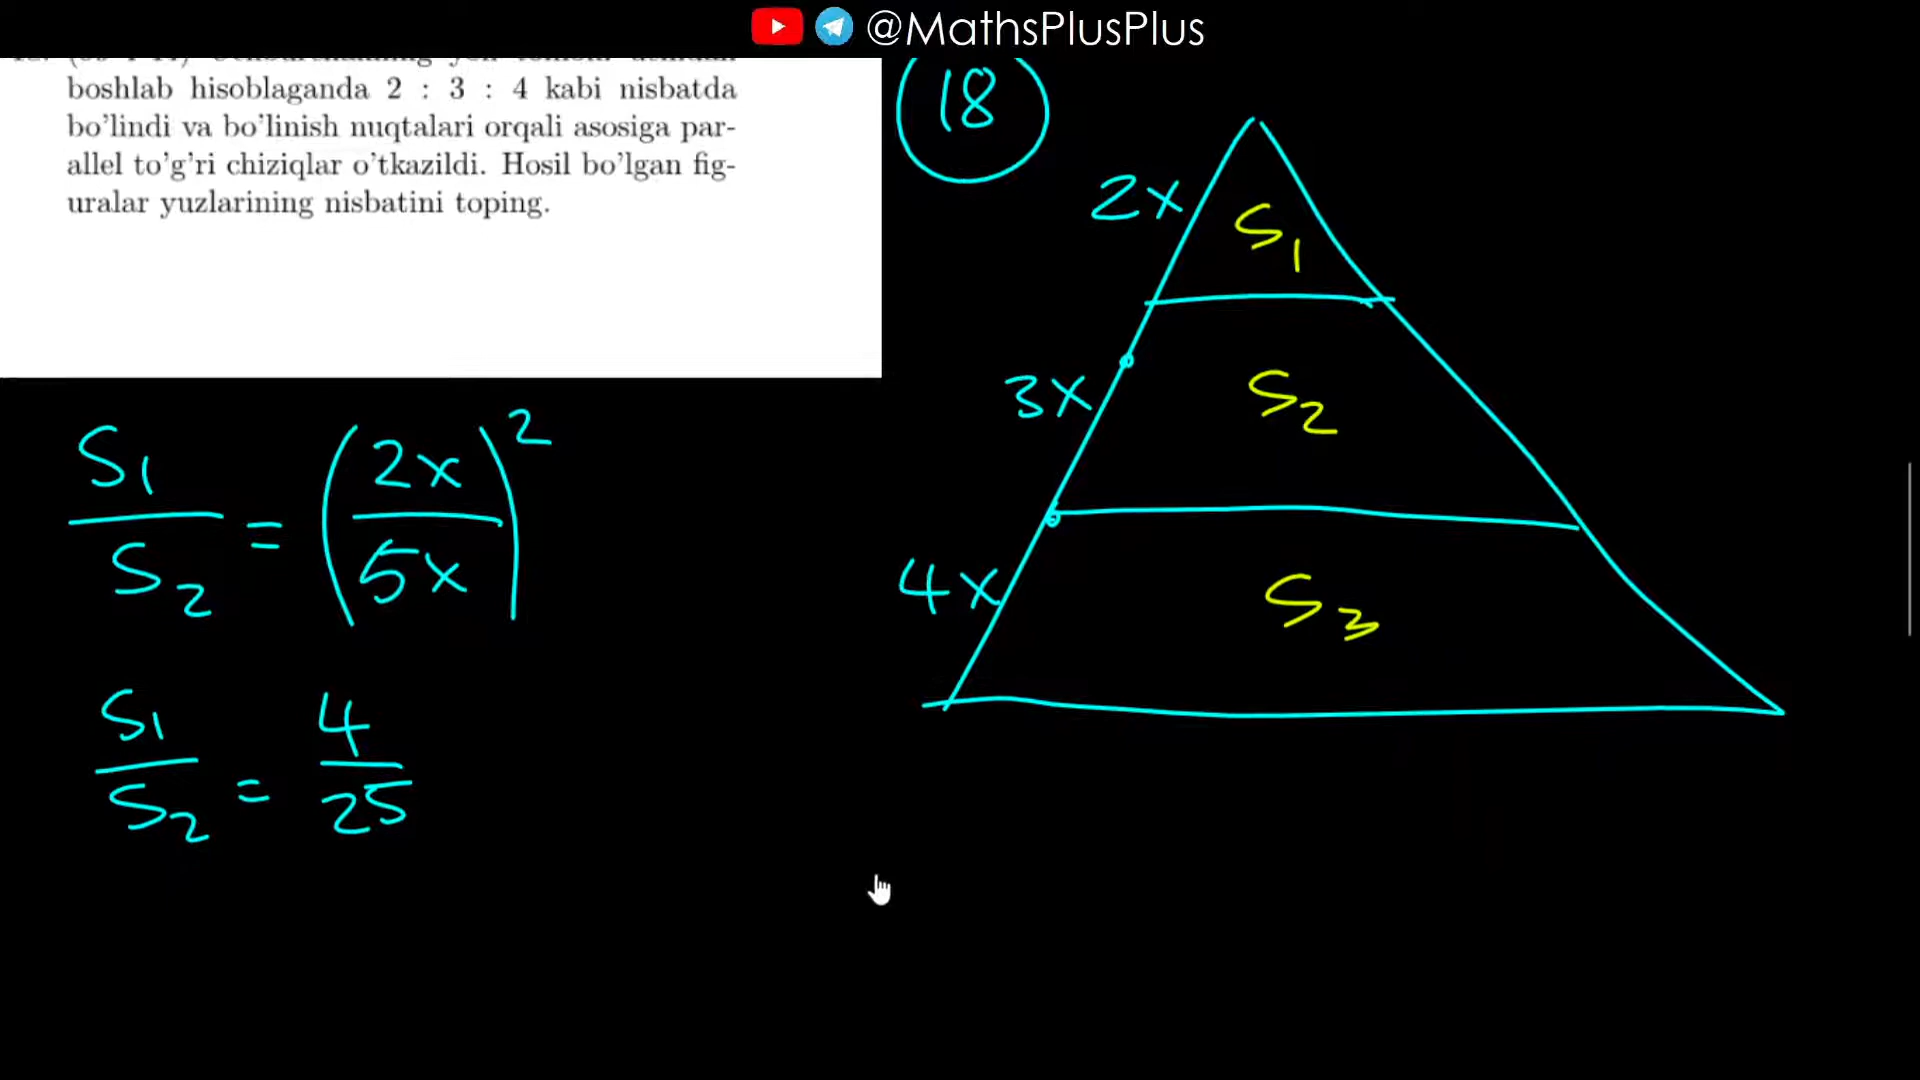 @MathsPlusPlus
boshlab hisoblaganda 2 : 3 : 4 kabi nisbatda
bo'lindi va bo'linish nuqtalari orqali asosiga par-
allel to'g'ri chiziqlar o'tkazildi. Hosil bo'lgan fig-
uralar yuzlarining nisbatini toping.
18
2x
S1
3x
S2
4x
S3
S1/S2 = (2x/5x)^2
S1/S2 = 4/25